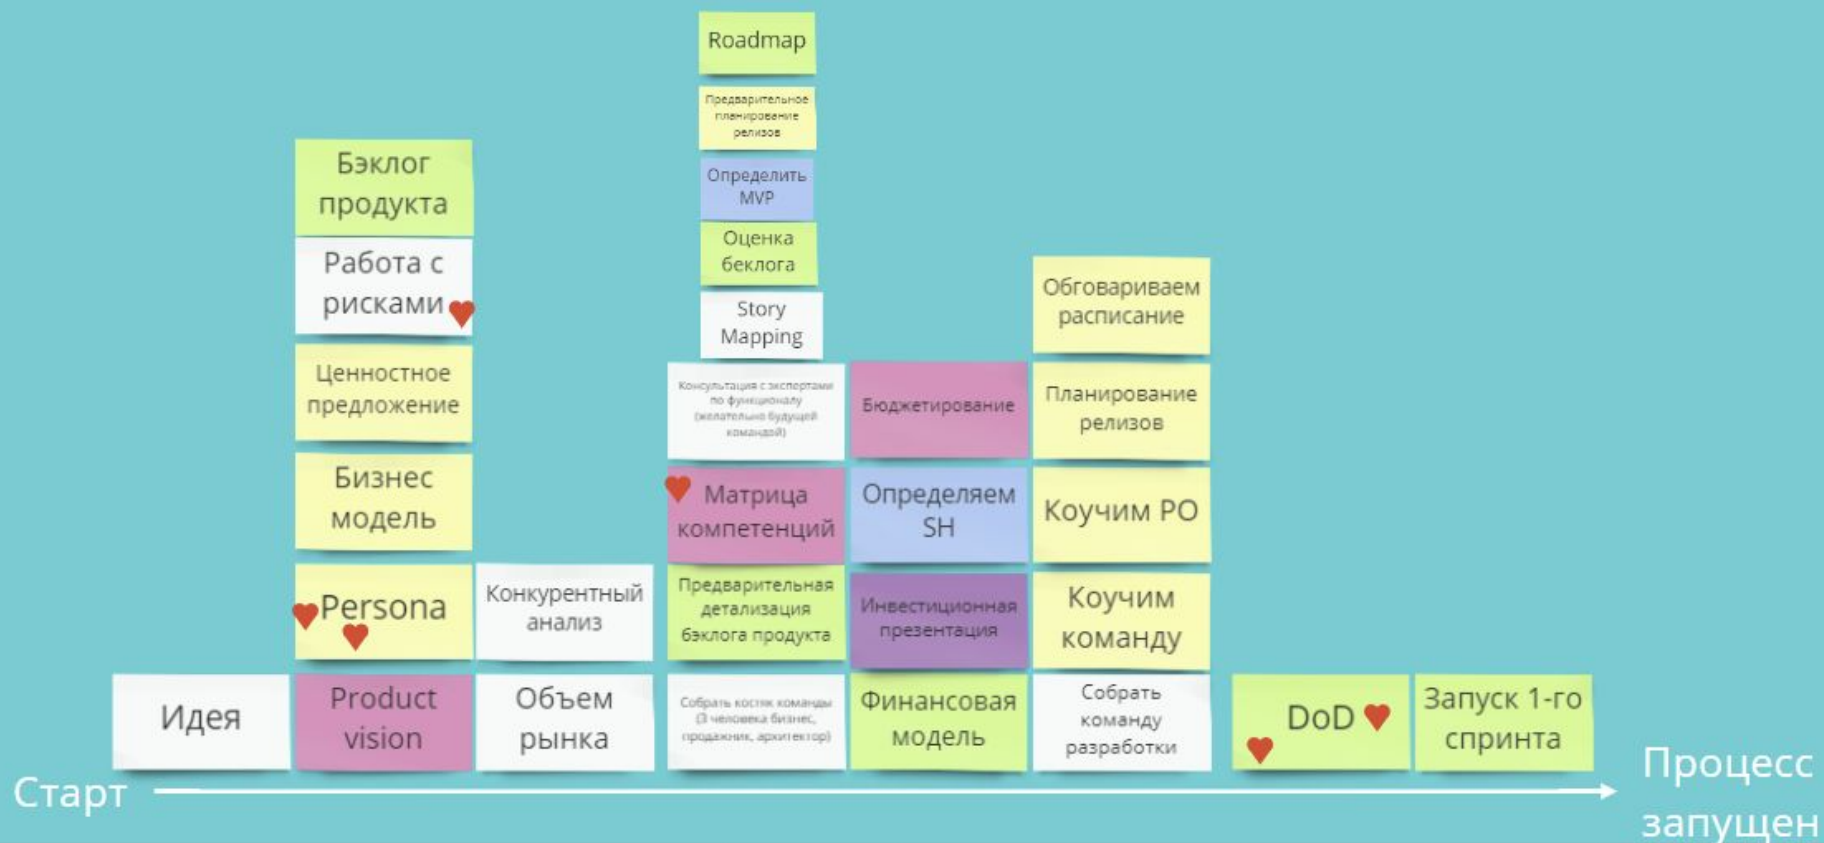 Roadmap
Предварительное
планирование
релизов
Определить
MVP
Оценка
беклога
Story
Mapping
Бэклог
продукта
Работа с
рисками
Ценностное
предложение
Бизнес
модель
Persona
Конкурентный
анализ
Консультация с экспертами
по функционалу
(желательно будущей
командой)
Матрица
компетенций
Предварительная
детализация
бэклога продукта
Бюджетирование
Определяем
SH
Инвестиционная
презентация
Обговариваем
расписание
Планирование
релизов
Коучим PO
Коучим
команду
Идея
Product
vision
Объем
рынка
Собрать костяк команды
(3 человека бизнес,
продажник, архитектор)
Финансовая
модель
Собрать
команду
разработки
DoD
Запуск 1-го
спринта
Старт
Процесс
запущен